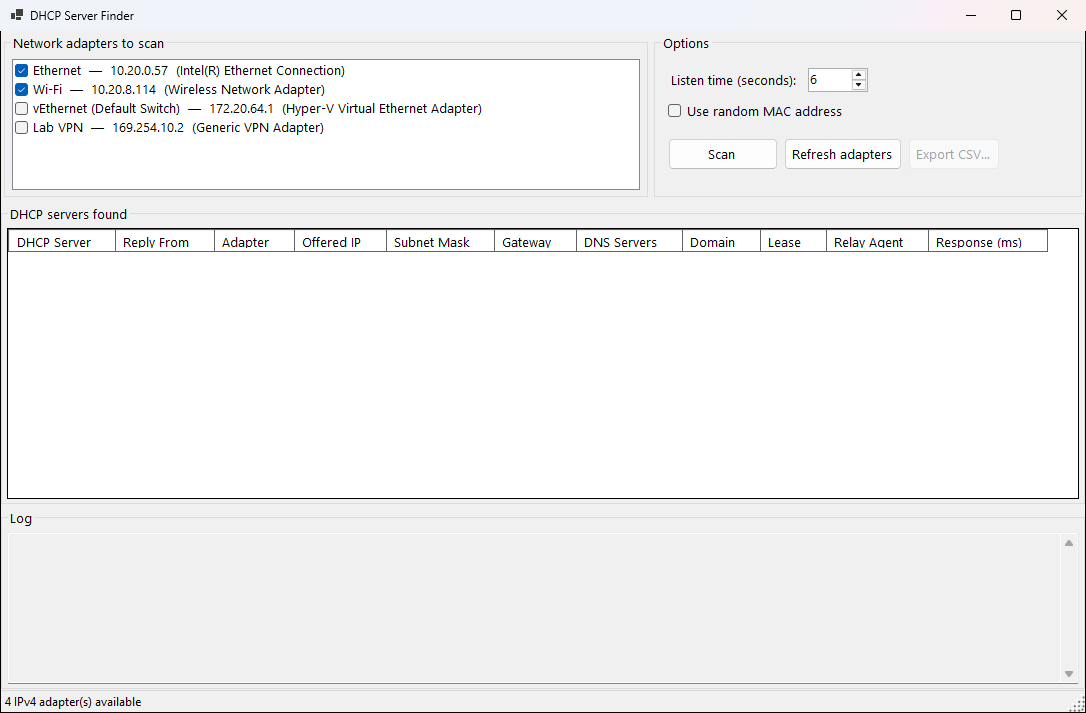 DHCP Server Finder
Network adapters to scan
Ethernet — 10.20.0.57 (Intel(R) Ethernet Connection)
Wi-Fi — 10.20.8.114 (Wireless Network Adapter)
vEthernet (Default Switch) — 172.20.64.1 (Hyper-V Virtual Ethernet Adapter)
Lab VPN — 169.254.10.2 (Generic VPN Adapter)
Options
Listen time (seconds): 6
Use random MAC address
Scan Refresh adapters Export CSV...
DHCP servers found
DHCP Server Reply From Adapter Offered IP Subnet Mask Gateway DNS Servers Domain Lease Relay Agent Response (ms)
Log
4 IPv4 adapter(s) available